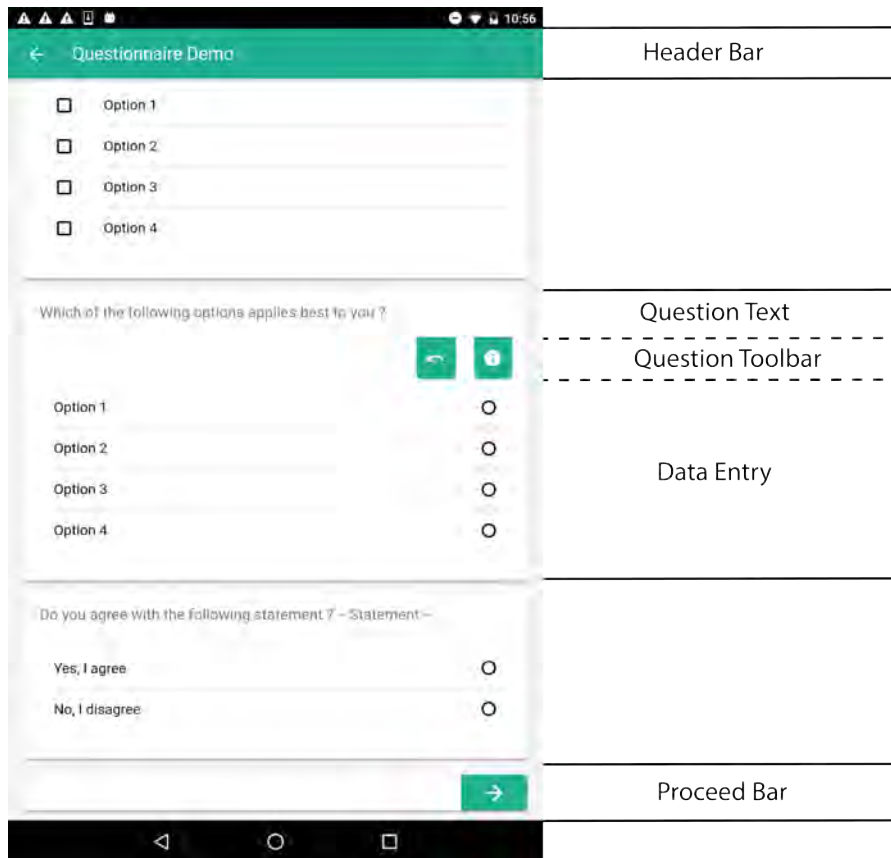 10:56
Questionnaire Demo
Header Bar
Option 1
Option 2
Option 3
Option 4
Which of the following options applies best to you ?
Question Text
Question Toolbar
Option 1
Option 2
Option 3
Option 4
Data Entry
Do you agree with the following statement ? – Statement –
Yes, I agree
No, I disagree
Proceed Bar